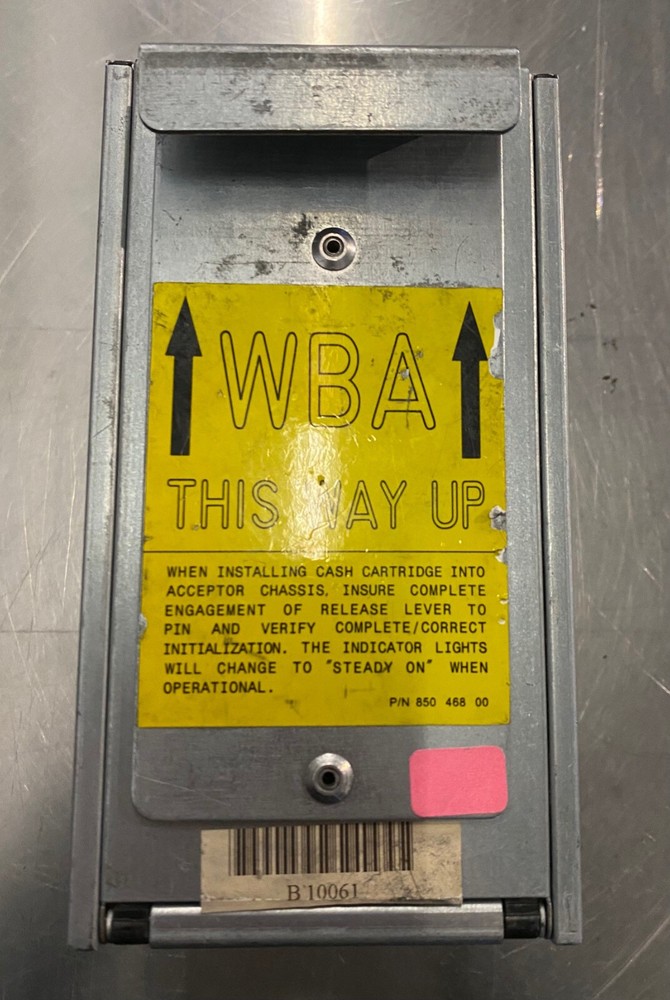 WBA
THIS WAY UP
WHEN INSTALLING CASH CARTRIDGE INTO
ACCEPTOR CHASSIS, INSURE COMPLETE
ENGAGEMENT OF RELEASE LEVER TO
PIN AND VERIFY COMPLETE/CORRECT
INITIALIZATION. THE INDICATOR LIGHTS
WILL CHANGE TO "STEADY ON" WHEN
OPERATIONAL.
P/N 850 468 00
B 10061